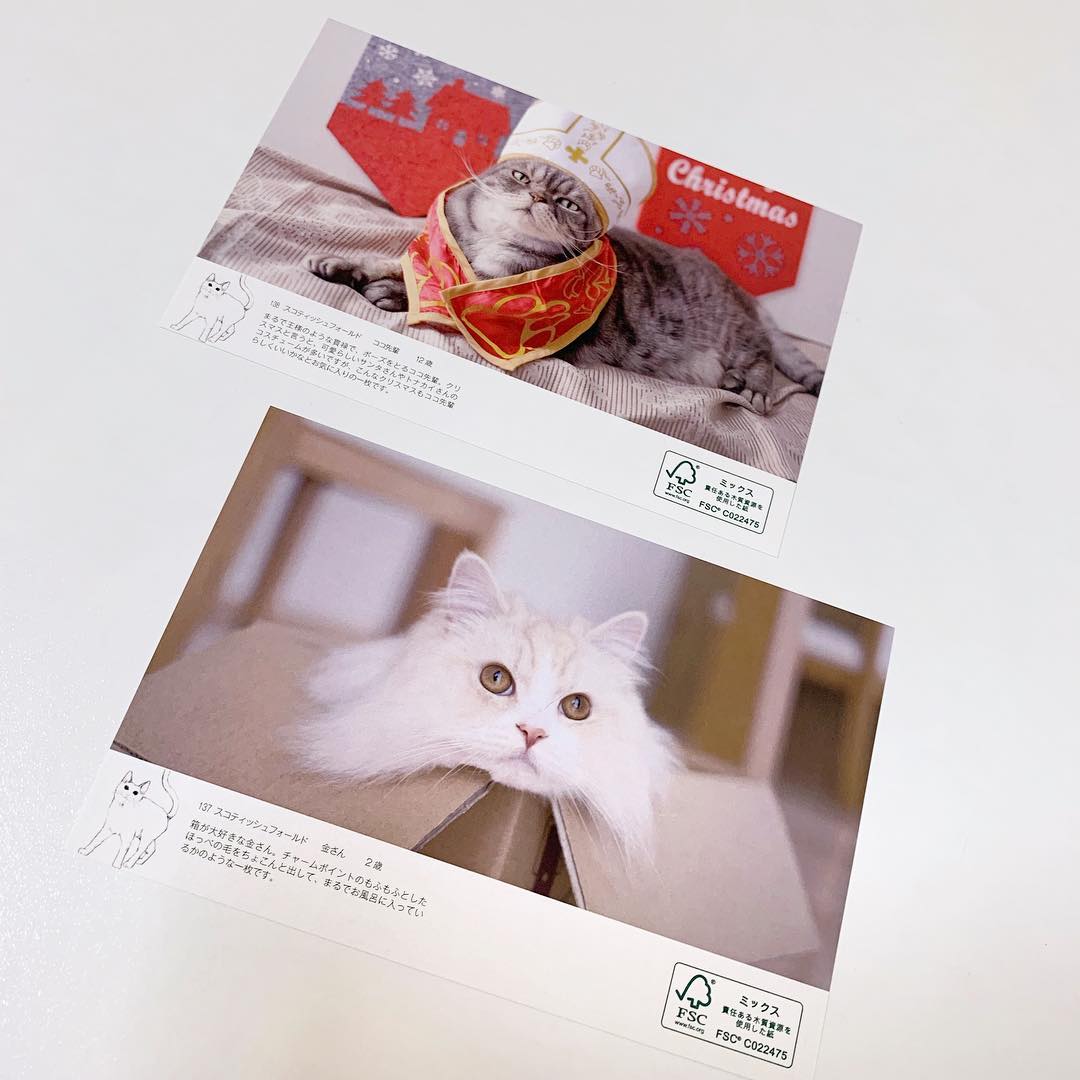 Christmas
138 スコティッシュフォールド ココ先輩 12歳
まるで王様のような貫禄で、ポーズをとるココ先輩。クリ
スマスと言うと、可愛らしいサンタさんやトナカイさんの
コスチュームが多いですが、こんなクリスマスもココ先輩
らしくいいかなとお気に入りの一枚です。
FSC®
www.fsc.org
ミックス
責任ある木質資源を
使用した紙
FSC® C022475
137 スコティッシュフォールド 金さん 2歳
箱が大好きな金さん。チャームポイントのもふもふとした
ほっぺの毛をちょこんと出して、まるでお風呂に入ってい
るかのような一枚です。
FSC®
www.fsc.org
ミックス
責任ある木質資源を
使用した紙
FSC® C022475